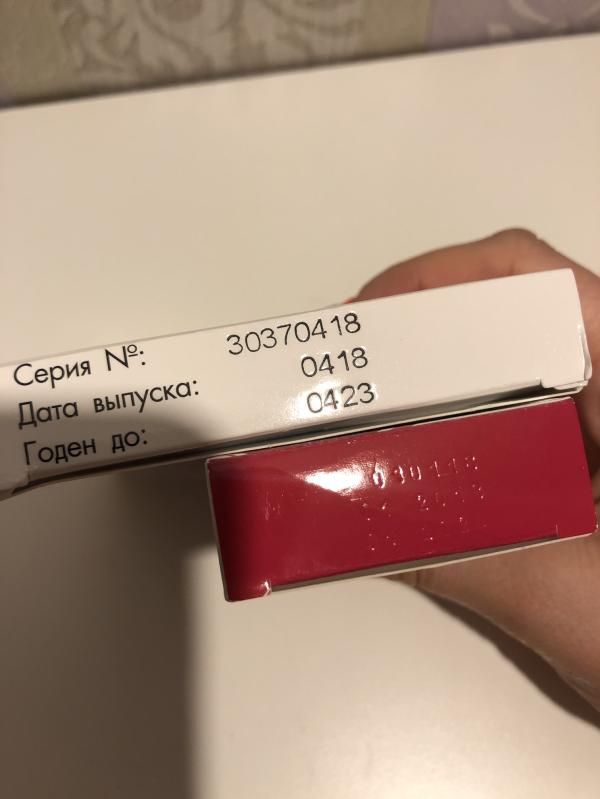 Серия №: 30370418
Дата выпуска: 0418
Годен до: 0423